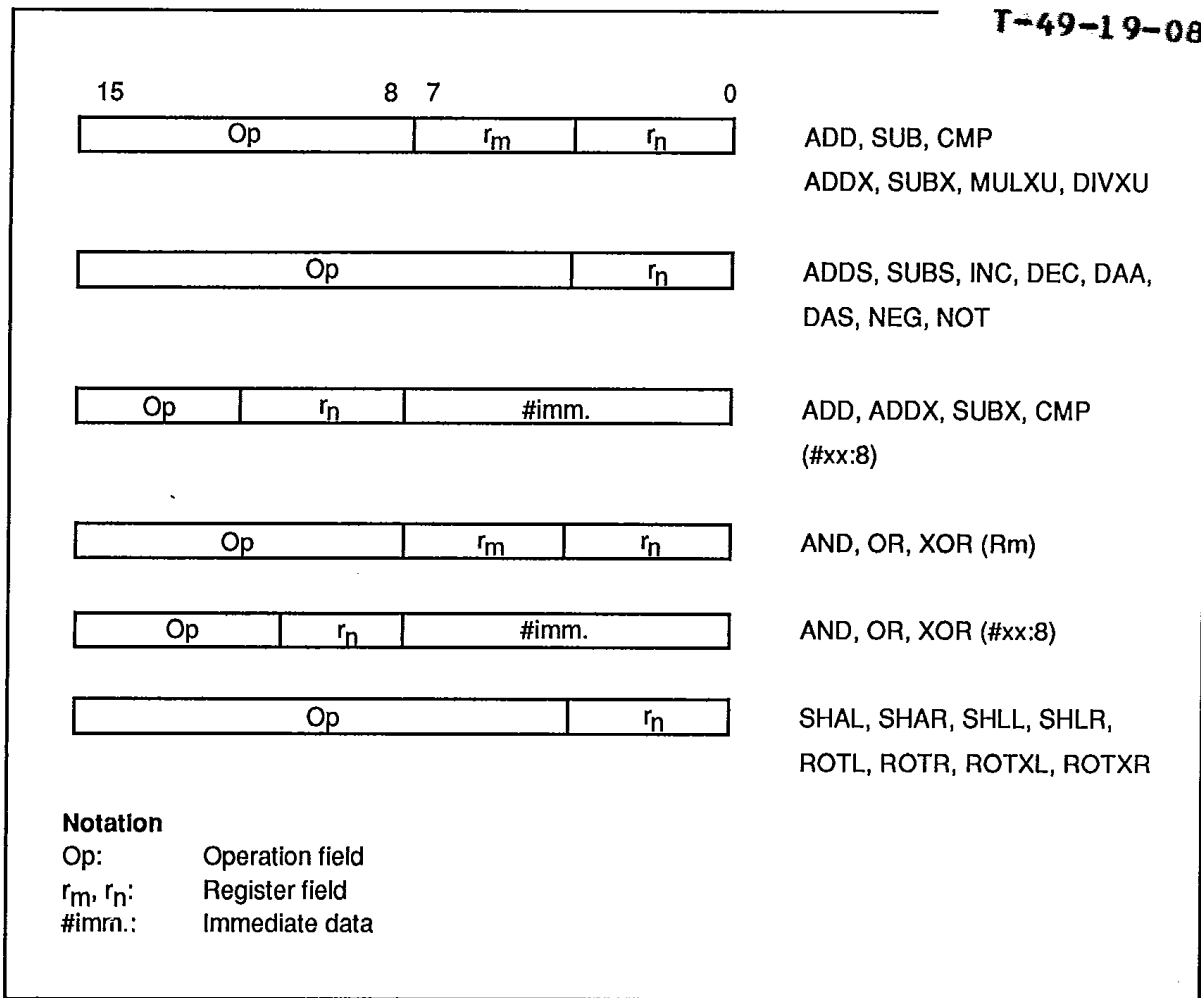 T-49-19-08
15 8 7 0
Op rm rn ADD, SUB, CMP
ADDX, SUBX, MULXU, DIVXU
Op rn ADDS, SUBS, INC, DEC, DAA,
DAS, NEG, NOT
Op rn #imm. ADD, ADDX, SUBX, CMP
(#xx:8)
Op rm rn AND, OR, XOR (Rm)
Op rn #imm. AND, OR, XOR (#xx:8)
Op rn SHAL, SHAR, SHLL, SHLR,
ROTL, ROTR, ROTXL, ROTXR
Notation
Op: Operation field
rm, rn: Register field
#imm.: Immediate data